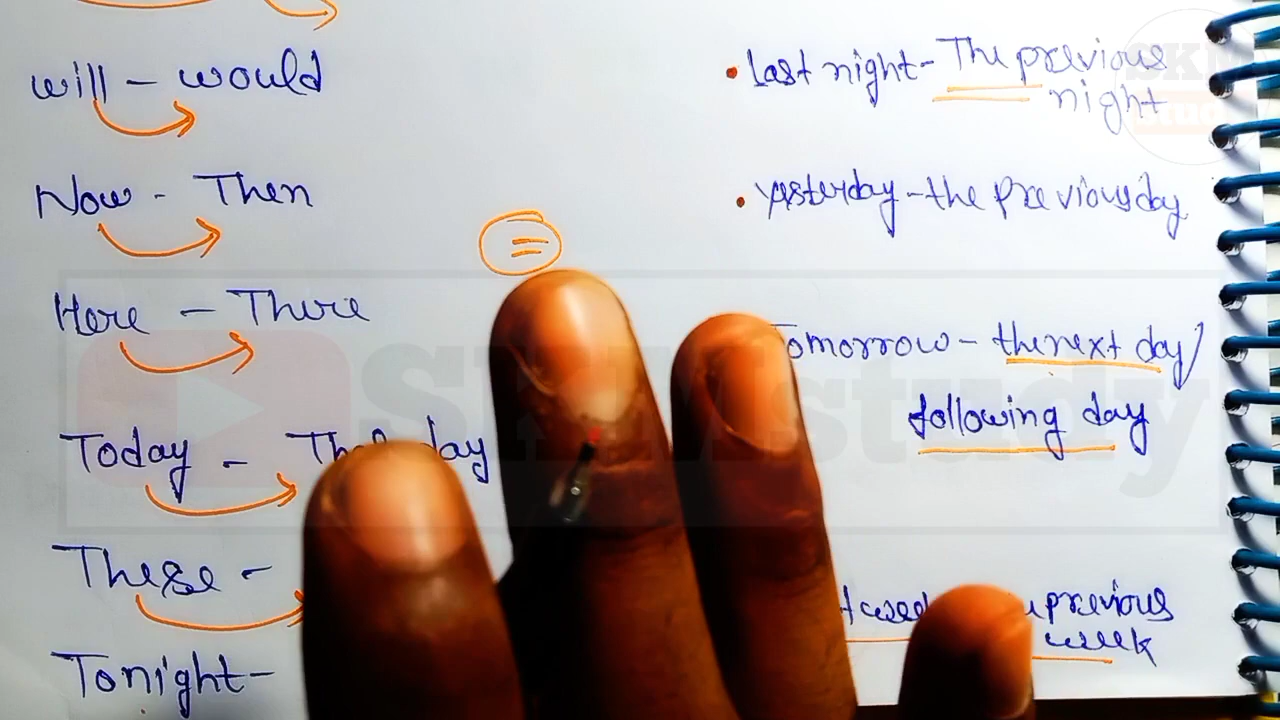 will - would
Now - Then
Here - There
Today - day
These -
Tonight -
• Last night - The previous
night
• Yesterday - the previous day
Tomorrow - the next day/
following day
previous
week
SKMstudy